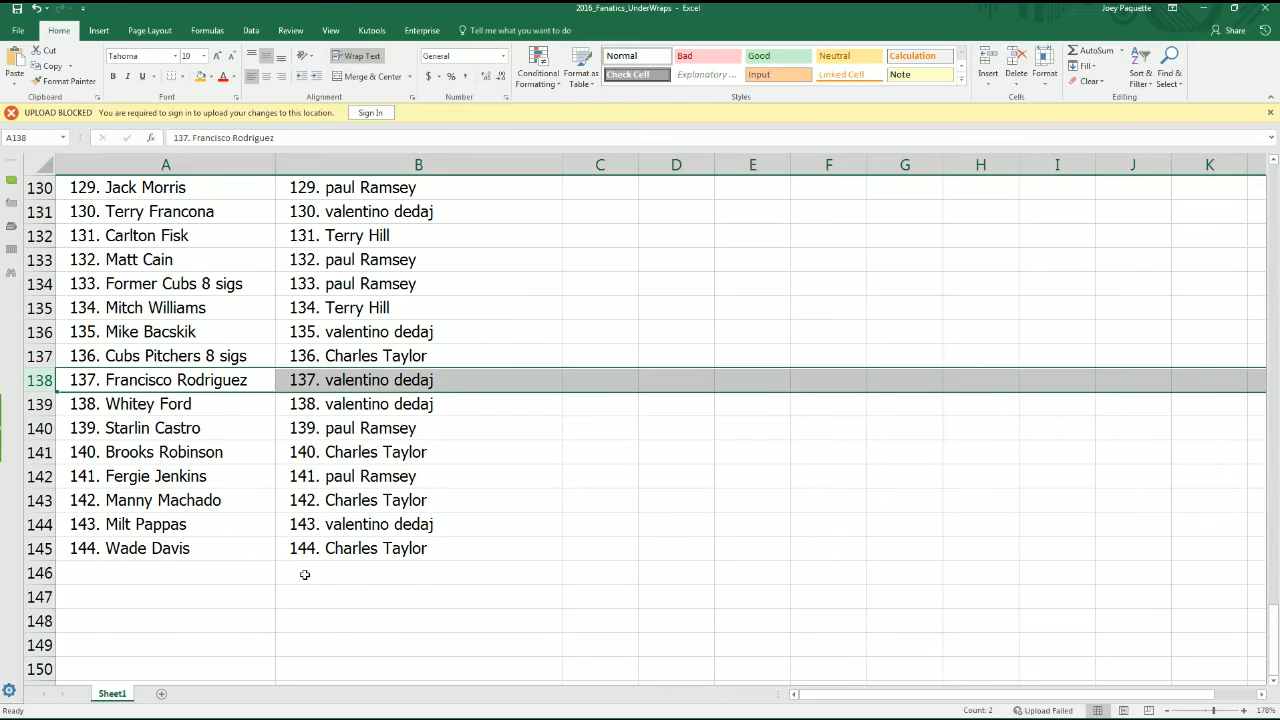 2016_Fanatics_UnderWraps - Excel Joey Paquette
File Home Insert Page Layout Formulas Data Review View Kutools Enterprise Tell me what you want to do Share
Paste Cut Copy Format Painter Clipboard
Tahoma 10 B I U A Font
Wrap Text Merge & Center Alignment
General $ % , Number
Conditional Formatting Format as Table
Normal Bad Good Neutral Calculation
Check Cell Explanatory ... Input Linked Cell Note
Styles
Insert Delete Format Cells
AutoSum Fill Clear Sort & Filter Find & Select Editing
UPLOAD BLOCKED You are required to sign in to upload your changes to this location. Sign In
A138 fx 137. Francisco Rodriguez
A B C D E F G H I J K
130 129. Jack Morris 129. paul Ramsey
131 130. Terry Francona 130. valentino dedaj
132 131. Carlton Fisk 131. Terry Hill
133 132. Matt Cain 132. paul Ramsey
134 133. Former Cubs 8 sigs 133. paul Ramsey
135 134. Mitch Williams 134. Terry Hill
136 135. Mike Bacskik 135. valentino dedaj
137 136. Cubs Pitchers 8 sigs 136. Charles Taylor
138 137. Francisco Rodriguez 137. valentino dedaj
139 138. Whitey Ford 138. valentino dedaj
140 139. Starlin Castro 139. paul Ramsey
141 140. Brooks Robinson 140. Charles Taylor
142 141. Fergie Jenkins 141. paul Ramsey
143 142. Manny Machado 142. Charles Taylor
144 143. Milt Pappas 143. valentino dedaj
145 144. Wade Davis 144. Charles Taylor
146
147
148
149
150
Sheet1
Ready Count: 2 Upload Failed 178%